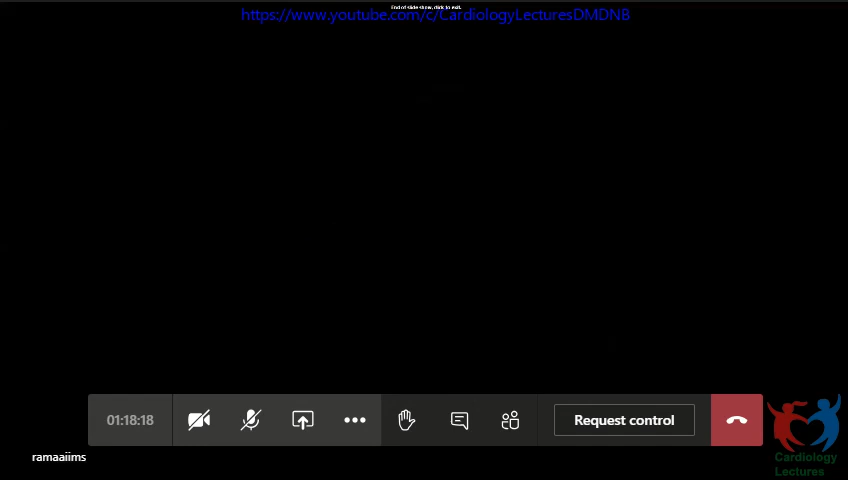 End of slide show, click to exit.
https://www.youtube.com/c/CardiologyLecturesDMDNB
01:18:18
Request control
ramaaiims
Cardiology
Lectures